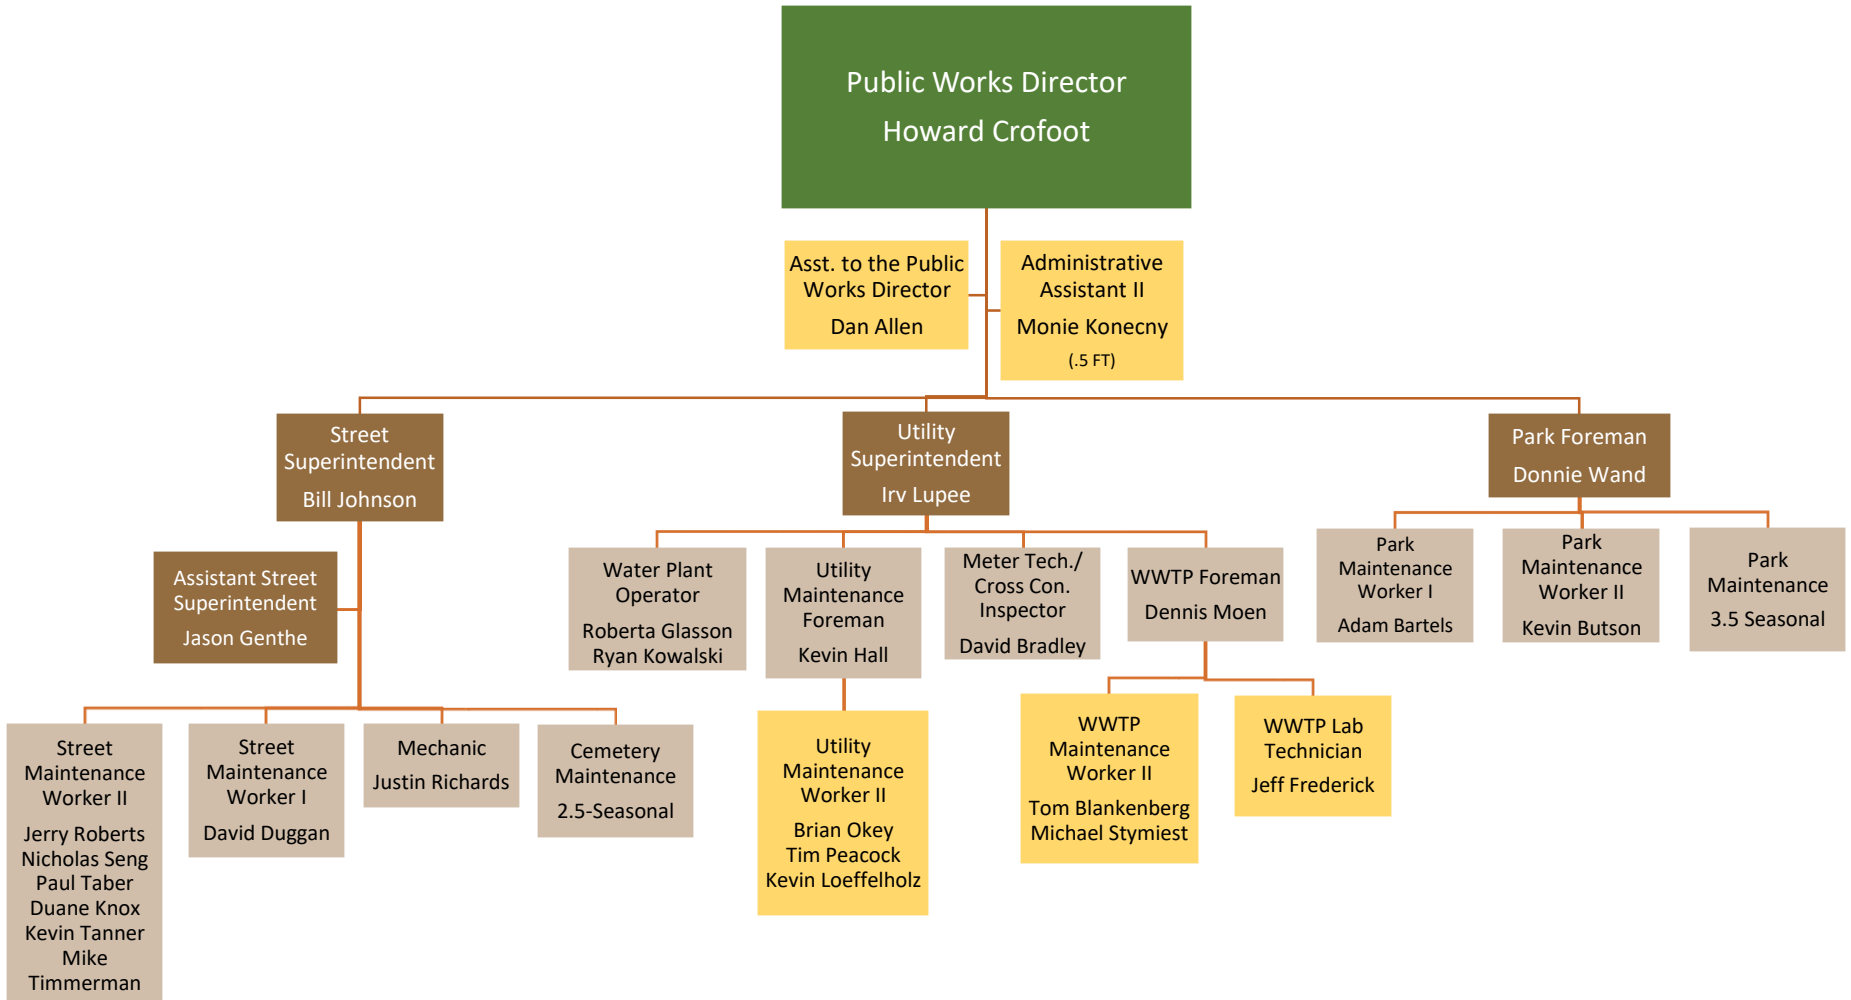 Public Works Director
Howard Crofoot
Asst. to the Public
Works Director
Dan Allen
Administrative
Assistant II
Monie Konecny
(.5 FT)
Street
Superintendent
Bill Johnson
Utility
Superintendent
Irv Lupee
Park Foreman
Donnie Wand
Assistant Street
Superintendent
Jason Genthe
Water Plant
Operator
Roberta Glasson
Ryan Kowalski
Utility
Maintenance
Foreman
Kevin Hall
Meter Tech./
Cross Con.
Inspector
David Bradley
WWTP Foreman
Dennis Moen
Park
Maintenance
Worker I
Adam Bartels
Park
Maintenance
Worker II
Kevin Butson
Park
Maintenance
3.5 Seasonal
Street
Maintenance
Worker II
Jerry Roberts
Nicholas Seng
Paul Taber
Duane Knox
Kevin Tanner
Mike
Timmerman
Street
Maintenance
Worker I
David Duggan
Mechanic
Justin Richards
Cemetery
Maintenance
2.5-Seasonal
Utility
Maintenance
Worker II
Brian Okey
Tim Peacock
Kevin Loeffelholz
WWTP
Maintenance
Worker II
Tom Blankenberg
Michael Stymiest
WWTP Lab
Technician
Jeff Frederick